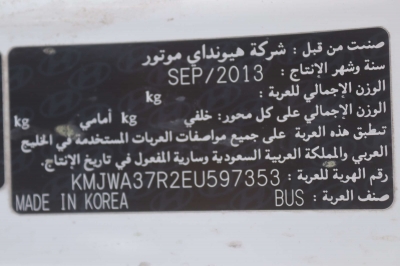 صنعت من قبل : شركة هيونداي موتور
سنة وشهر الإنتاج : SEP/2013
الوزن الإجمالي للعربة : kg
الوزن الإجمالي على كل محور: خلفي kg أمامي kg
تنطبق هذه العربة على جميع مواصفات العربات المستخدمة في الخليج
العربي والمملكة العربية السعودية وسارية المفعول في تاريخ الإنتاج.
رقم الهوية للعربة : KMJWA37R2EU597353
صنف العربة : BUS MADE IN KOREA